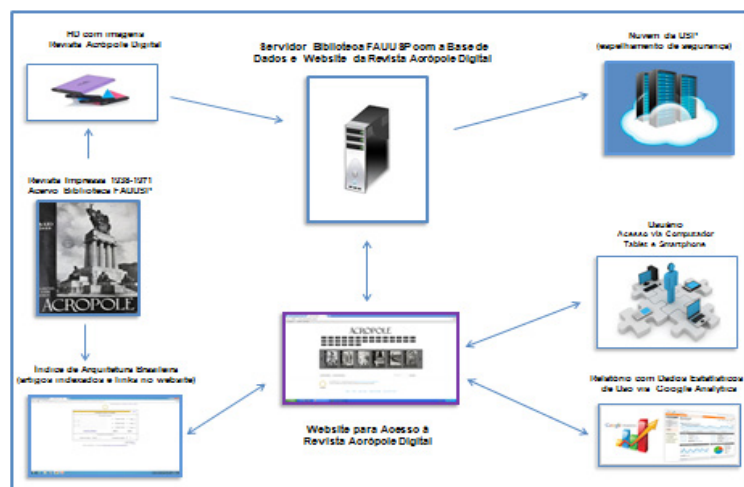 HD com imagens
Revista Acrópole Digital
Servidor Biblioteca FAUUSP com a Base de
Dados e Website da Revista Acrópole Digital
Nuvem da USP
(espelhamento de segurança)
Revista Impressa 1938-1971
Acervo Biblioteca FAUUSP
ACROPOLE
Usuário
Acesso via Computador
Tablet e Smartphone
ACROPOLE
Índice de Arquitetura Brasileira
(artigos indexados e links no website)
Website para Acesso à
Revista Acrópole Digital
Relatório com Dados Estatísticos
de Uso via Google Analytics
Google